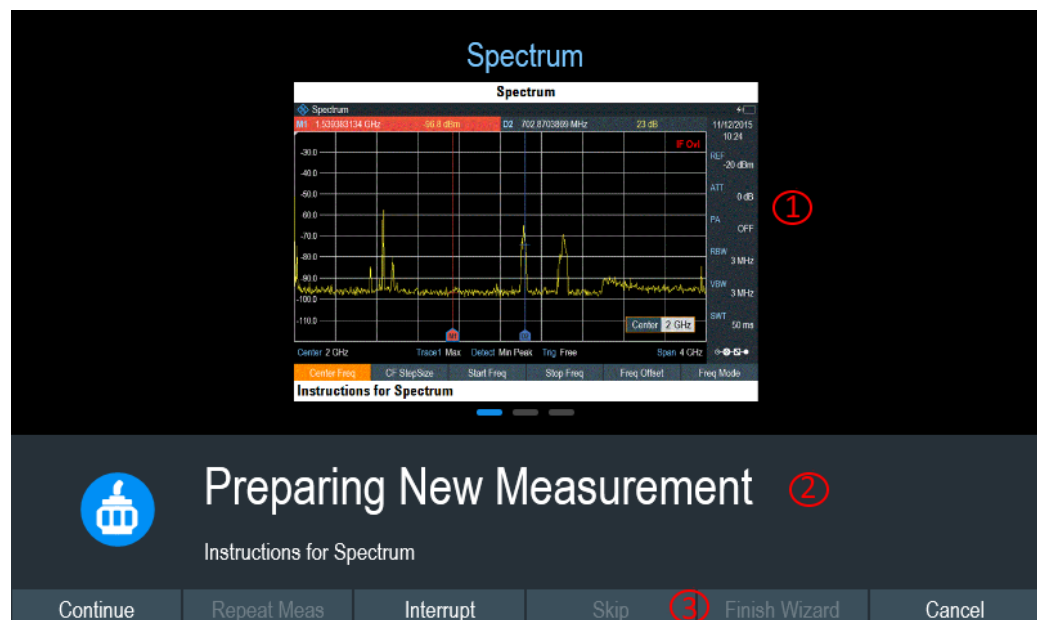 Spectrum
Spectrum
Spectrum
M1 1.539383134 GHz -96.8 dBm D2 702.8703869 MHz 23 dB 11/12/2015
10:24
IF Ovl
REF
-20 dBm
-30.0
-40.0
-50.0
-60.0
-70.0
-80.0
-90.0
-100.0
-110.0
ATT
0 dB
PA
OFF
RBW
3 MHz
VBW
3 MHz
SWT
50 ms
Center 2 GHz
M1
D2
Center 2 GHz Trace1 Max Detect Min Peak Trig Free Span 4 GHz
Center Freq CF StepSize Start Freq Stop Freq Freq Offset Freq Mode
Instructions for Spectrum
1
Preparing New Measurement 2
Instructions for Spectrum
Continue Repeat Meas Interrupt Skip 3 Finish Wizard Cancel